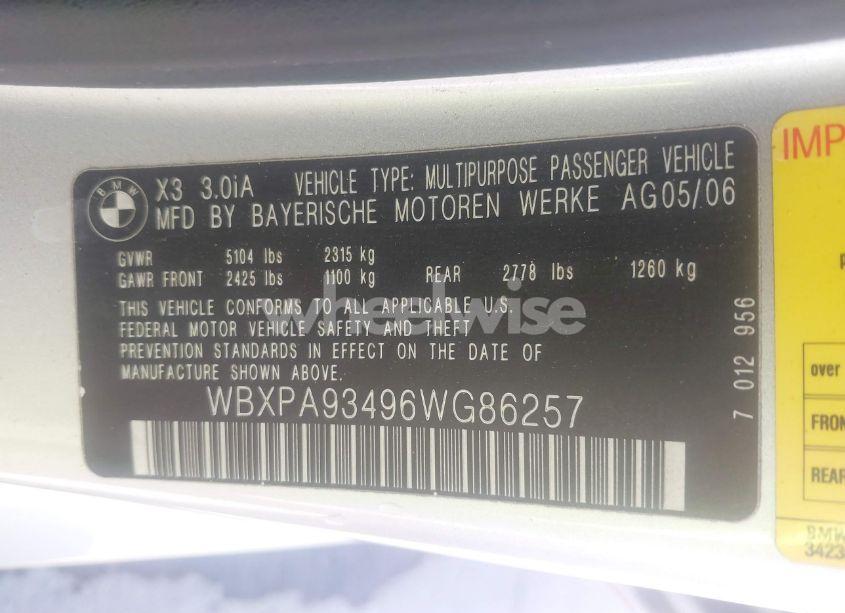 BMW
X3 3.0iA VEHICLE TYPE: MULTIPURPOSE PASSENGER VEHICLE
MFD BY BAYERISCHE MOTOREN WERKE AG05/06
GVWR 5104 lbs 2315 kg
GAWR FRONT 2425 lbs 1100 kg REAR 2778 lbs 1260 kg
THIS VEHICLE CONFORMS TO ALL APPLICABLE U.S.
FEDERAL MOTOR VEHICLE SAFETY AND THEFT
PREVENTION STANDARDS IN EFFECT ON THE DATE OF
MANUFACTURE SHOWN ABOVE.
WBXPA93496WG86257
7 012 956
wheelwise
IMP
over
FRON
REAR
BMW
3423